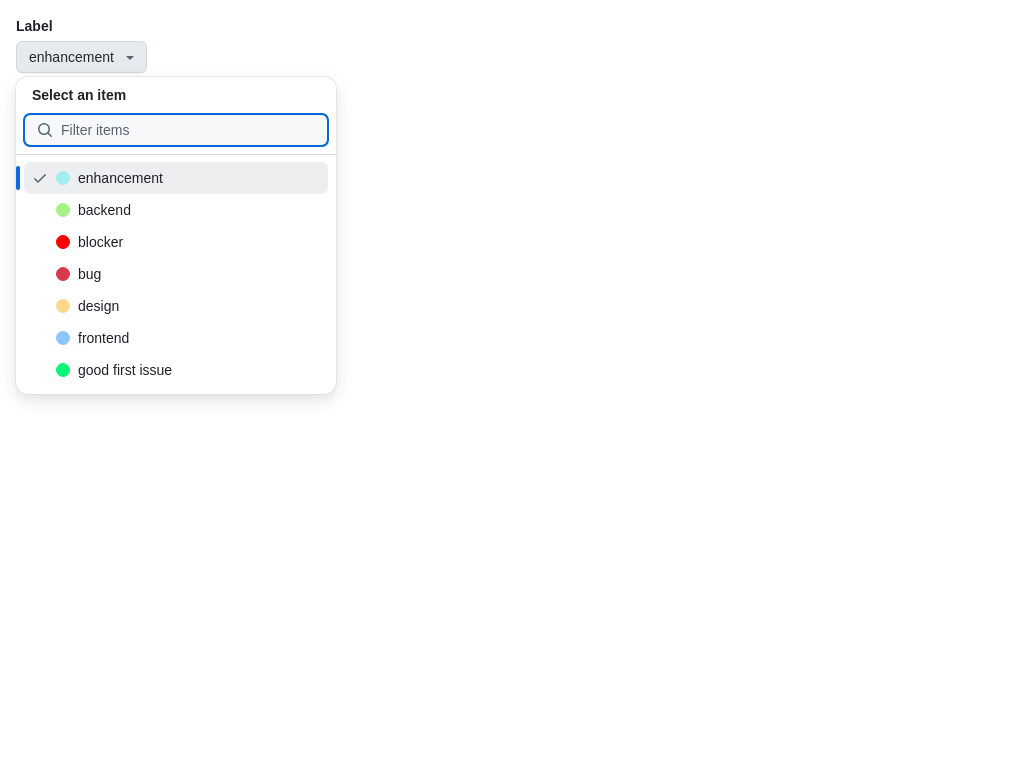 Label
enhancement
Select an item
Filter items
enhancement
backend
blocker
bug
design
frontend
good first issue